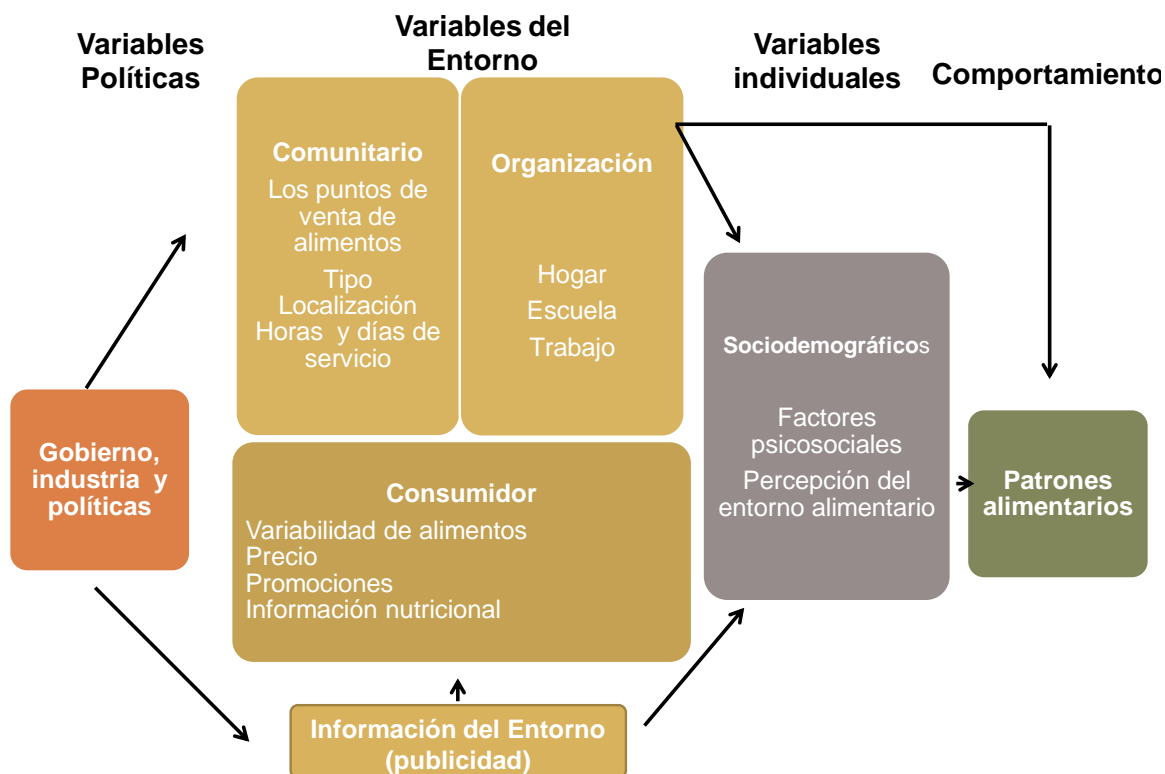 Variables
Políticas
Variables del
Entorno
Variables
individuales
Comportamiento
Comunitario
Los puntos de
venta de
alimentos
Tipo
Localización
Horas y días de
servicio
Organización
Hogar
Escuela
Trabajo
Gobierno,
industria y
políticas
Consumidor
Variabilidad de alimentos
Precio
Promociones
Información nutricional
Sociodemográficos
Factores
psicosociales
Percepción del
entorno alimentario
Patrones
alimentarios
Información del Entorno
(publicidad)